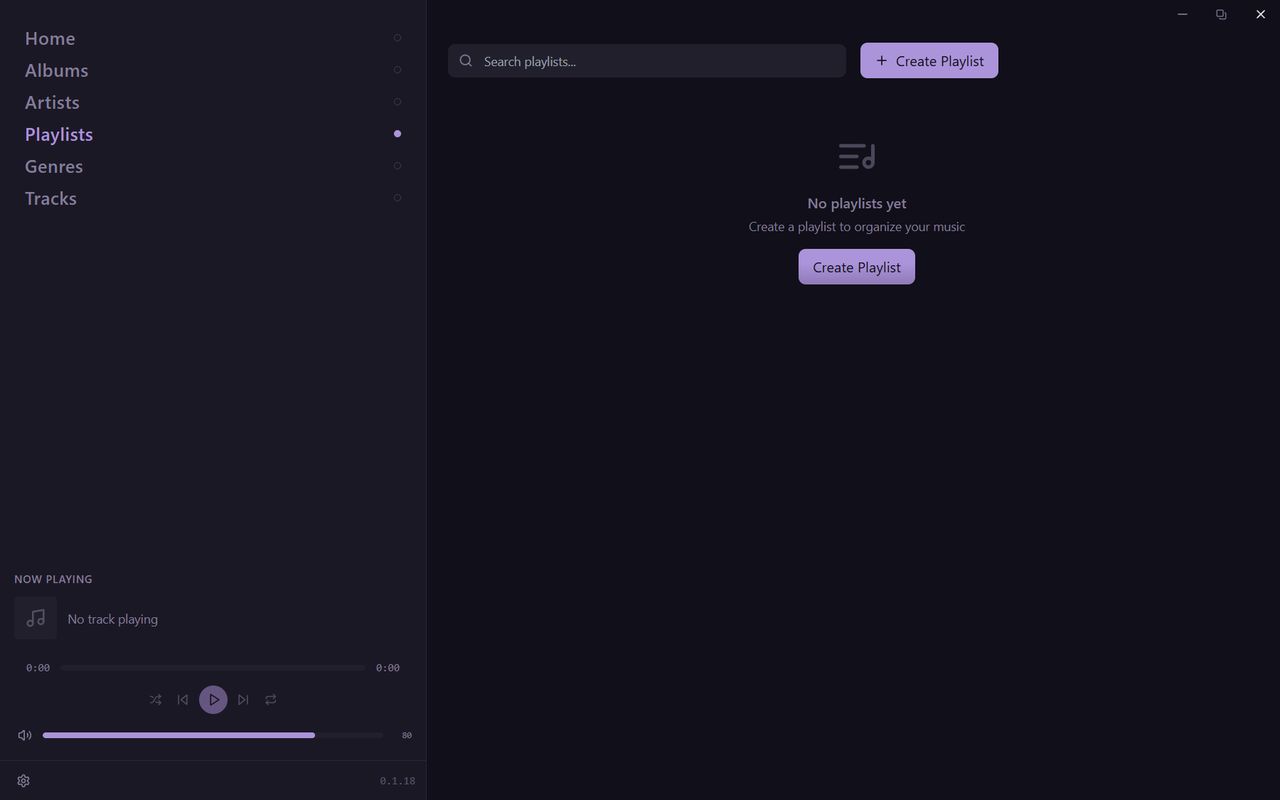 Home
Albums
Artists
Playlists
Genres
Tracks
NOW PLAYING
No track playing
0:00 0:00
80
0.1.18
Search playlists...
Create Playlist
No playlists yet
Create a playlist to organize your music
Create Playlist